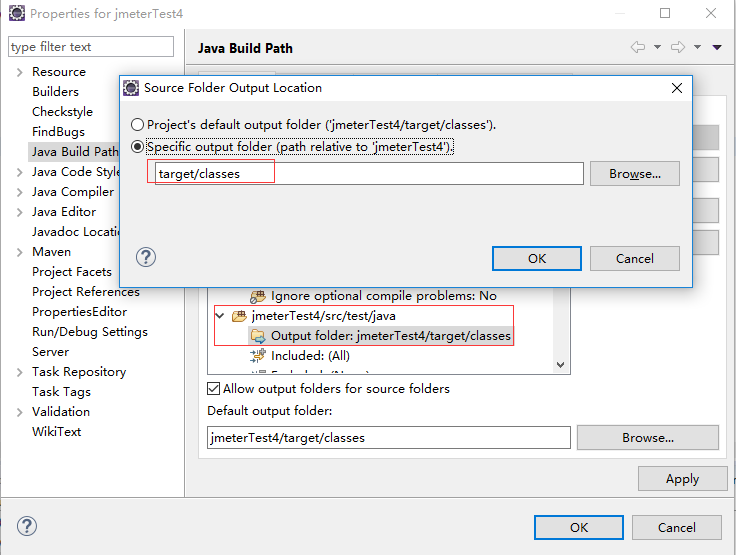 Properties for jmeterTest4
type filter text
Java Build Path
Resource
Builders
Checkstyle
FindBugs
Java Build Path
Java Code Style
Java Compiler
Java Editor
Javadoc Locatio
Maven
Project Facets
Project References
PropertiesEditor
Run/Debug Settings
Server
Task Repository
Task Tags
Validation
WikiText
Source Folder Output Location
Project's default output folder ('jmeterTest4/target/classes').
Specific output folder (path relative to 'jmeterTest4').
target/classes
Browse...
OK
Cancel
Ignore optional compile problems: No
jmeterTest4/src/test/java
Output folder: jmeterTest4/target/classes
Included: (All)
Allow output folders for source folders
Default output folder:
jmeterTest4/target/classes
Browse...
Apply
OK
Cancel